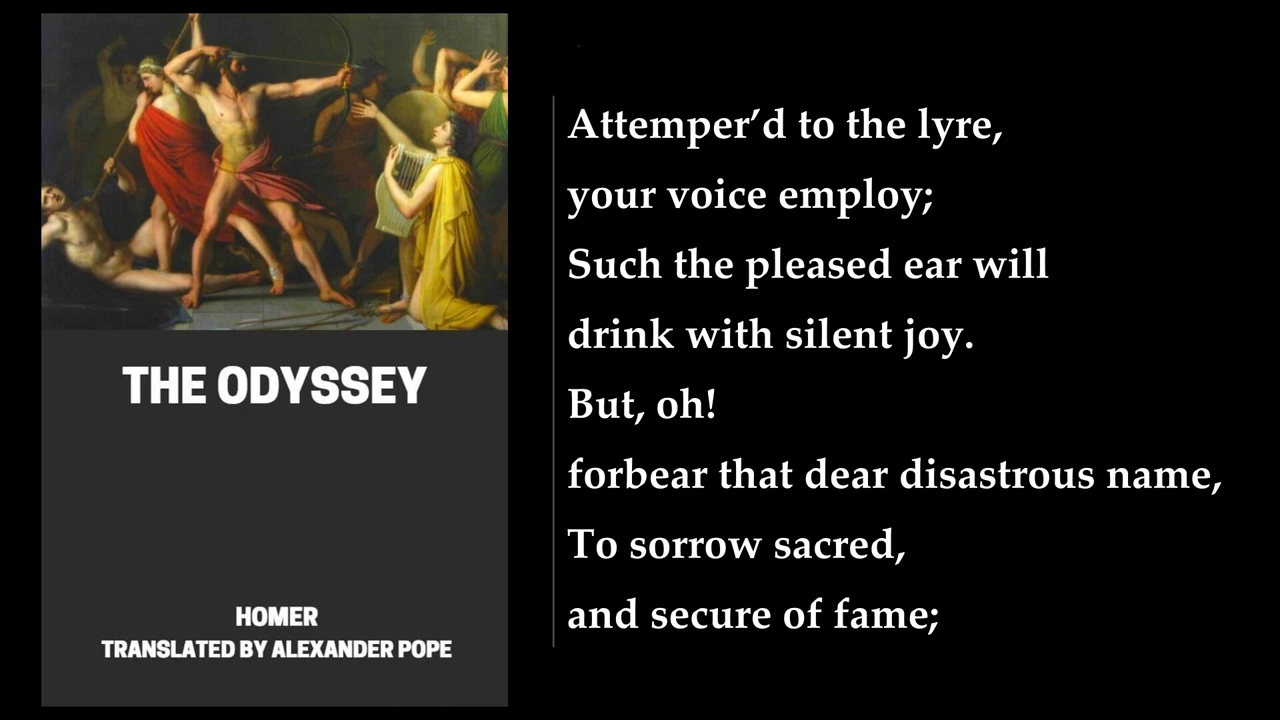 THE ODYSSEY
HOMER
TRANSLATED BY ALEXANDER POPE
Attemper’d to the lyre,
your voice employ;
Such the pleased ear will
drink with silent joy.
But, oh!
forbear that dear disastrous name,
To sorrow sacred,
and secure of fame;